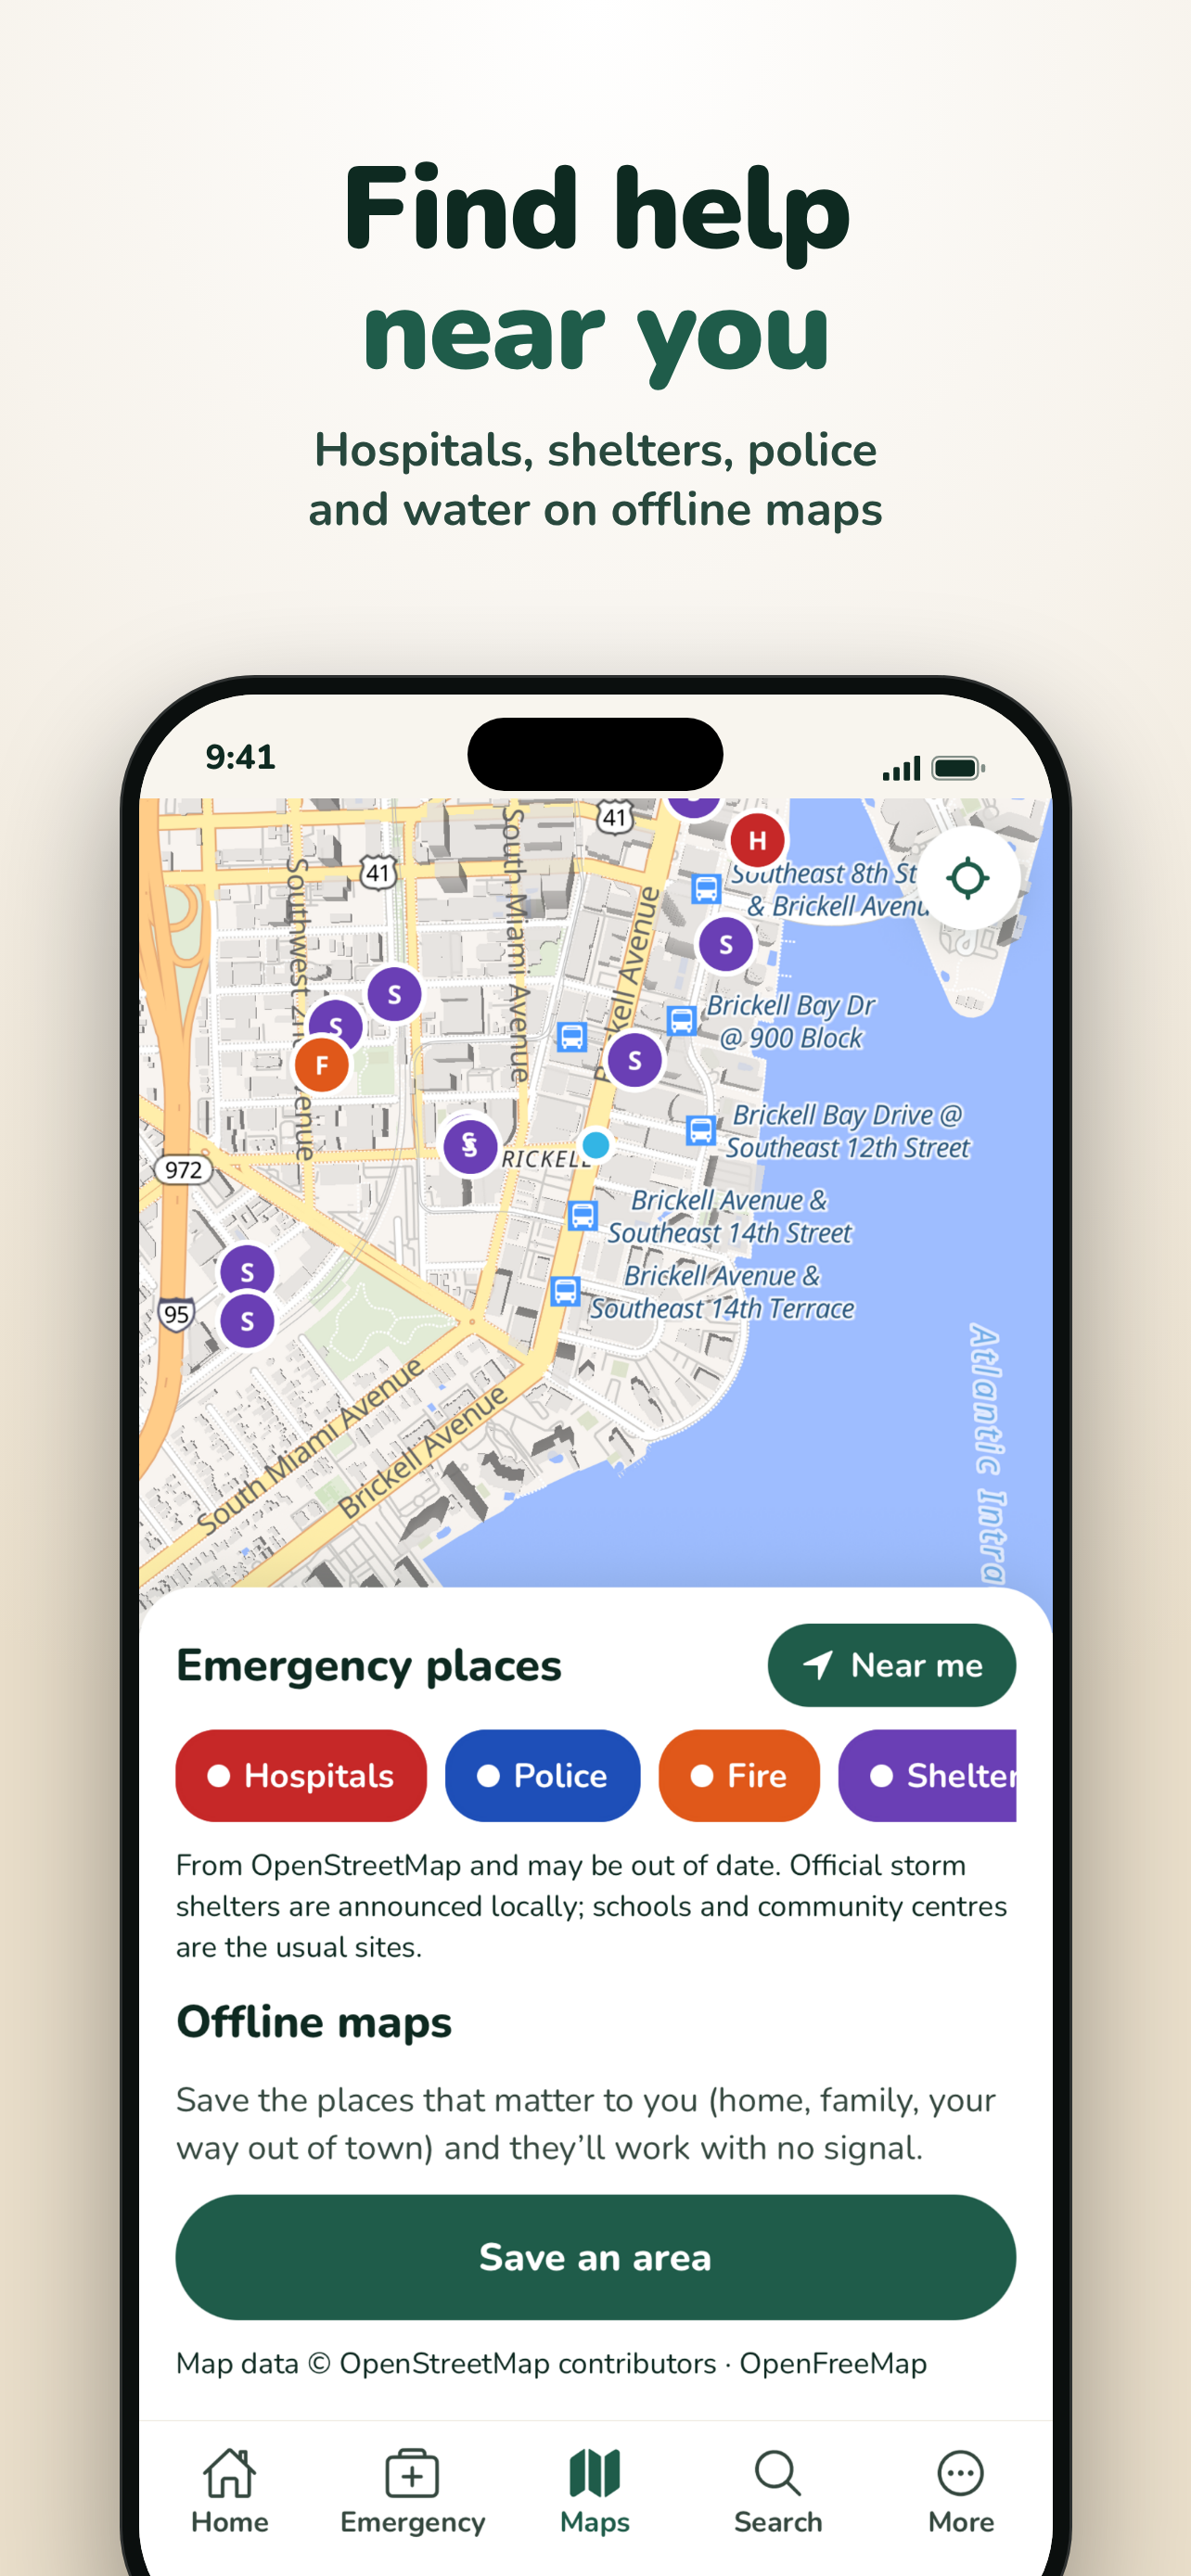 Find help
near you
Hospitals, shelters, police
and water on offline maps
9:41
41
H
41
Southeast 8th St
& Brickell Avenu
South Miami Avenue
Southwest
enue
Avenue
S
S
S
Brickell Bay Dr
@ 900 Block
F
S
Brickell Bay Drive @
Southeast 12th Street
S
RICKELL
972
Brickell Avenue &
Southeast 14th Street
S
Brickell Avenue &
Southeast 14th Terrace
95
S
Atlantic Intra
South Miami Avenue
Brickell Avenue
Emergency places
Near me
Hospitals
Police
Fire
Shelter
From OpenStreetMap and may be out of date. Official storm
shelters are announced locally; schools and community centres
are the usual sites.
Offline maps
Save the places that matter to you (home, family, your
way out of town) and they’ll work with no signal.
Save an area
Map data © OpenStreetMap contributors · OpenFreeMap
Home
Emergency
Maps
Search
More